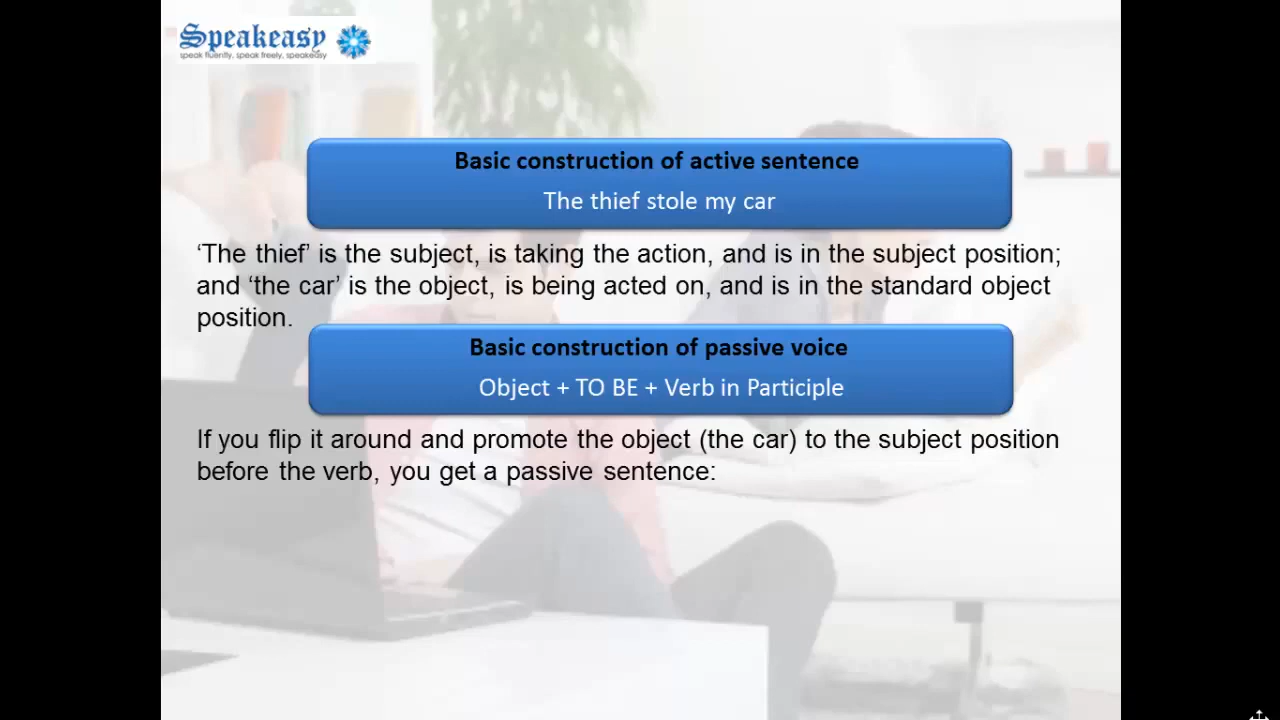 Speakeasy
speak fluently, speak freely, speakeasy
Basic construction of active sentence
The thief stole my car
‘The thief’ is the subject, is taking the action, and is in the subject position;
and ‘the car’ is the object, is being acted on, and is in the standard object
position.
Basic construction of passive voice
Object + TO BE + Verb in Participle
If you flip it around and promote the object (the car) to the subject position
before the verb, you get a passive sentence: